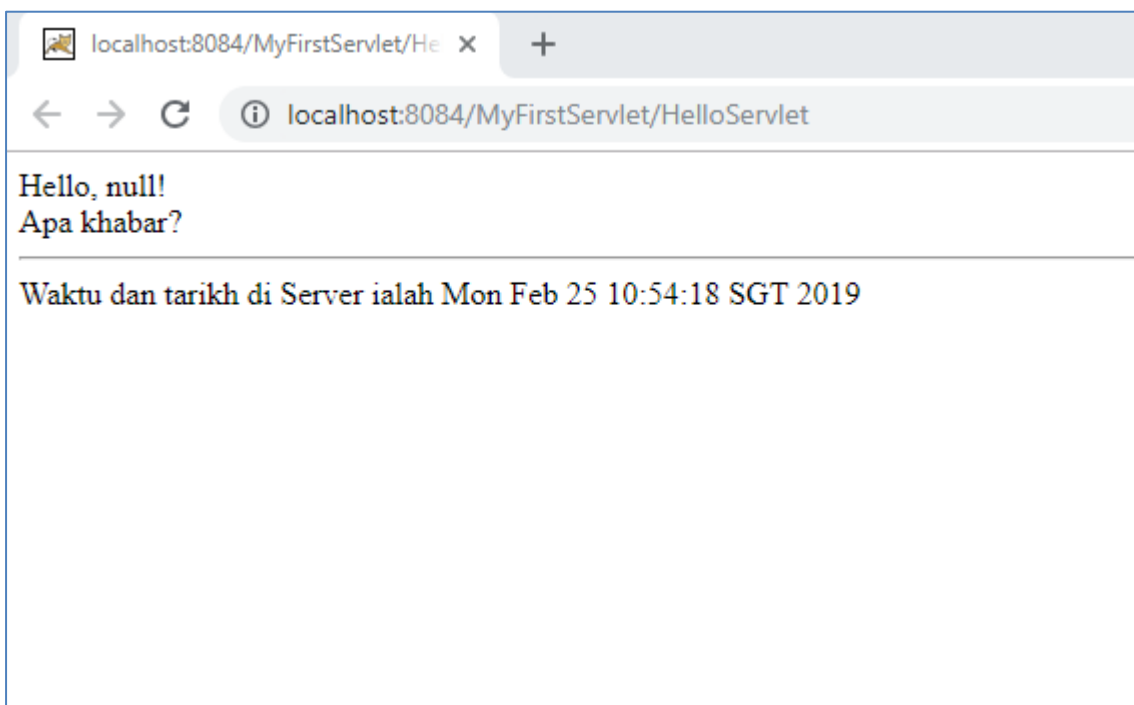 localhost:8084/MyFirstServlet/He
localhost:8084/MyFirstServlet/HelloServlet
Hello, null!
Apa khabar?
Waktu dan tarikh di Server ialah Mon Feb 25 10:54:18 SGT 2019